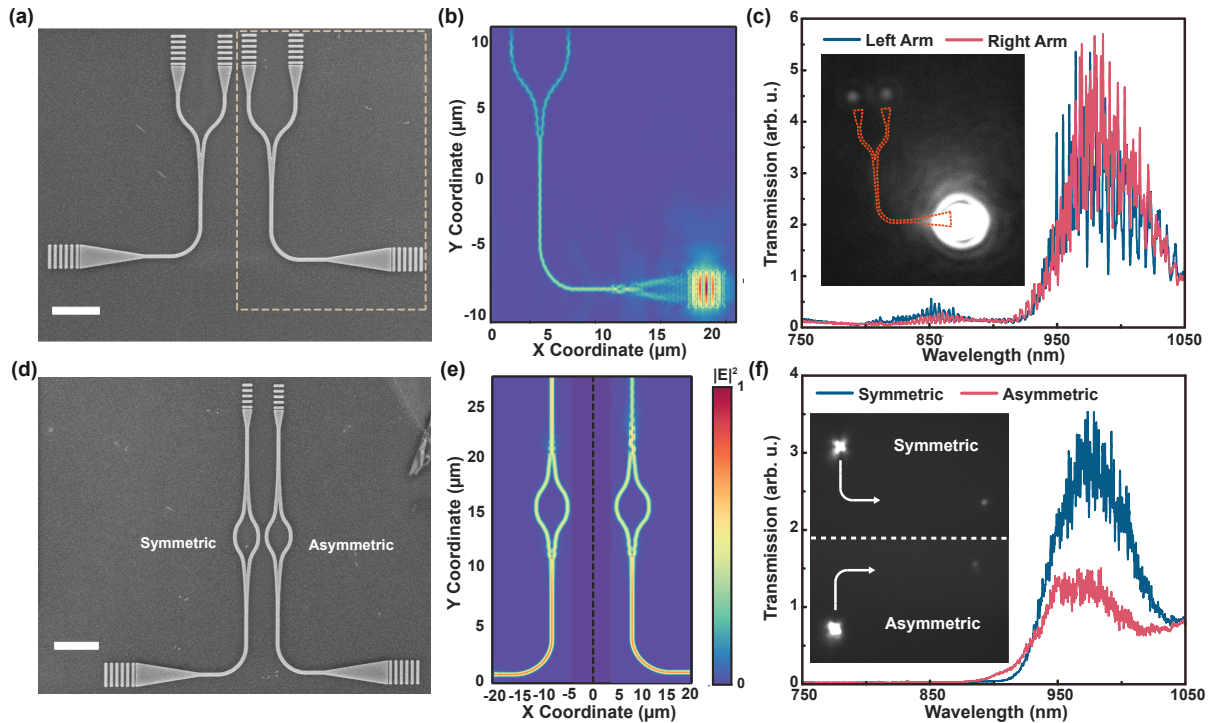 (a)
(b)
10
5
0
-5
-10
Y Coordinate (µm)
0
5
10
15
20
X Coordinate (µm)
(c)
6
5
4
3
2
1
0
Transmission (arb. u.)
Left Arm
Right Arm
750
850
950
1050
Wavelength (nm)
(d)
Symmetric
Asymmetric
(e)
25
20
15
10
5
0
Y Coordinate (µm)
-20
-15
-10
-5
0
5
10
15
20
X Coordinate (µm)
|E|²
1
0
(f)
4
3
2
1
0
Transmission (arb. u.)
Symmetric
Asymmetric
Symmetric
Asymmetric
750
850
950
1050
Wavelength (nm)